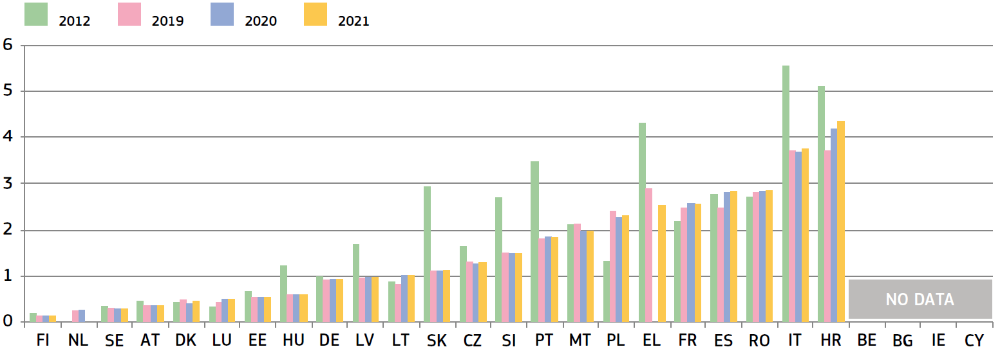 2012 2019 2020 2021
6
5
4
3
2
1
0
NO DATA
FI NL SE AT DK LU EE HU DE LV LT SK CZ SI PT MT PL EL FR ES RO IT HR BE BG IE CY